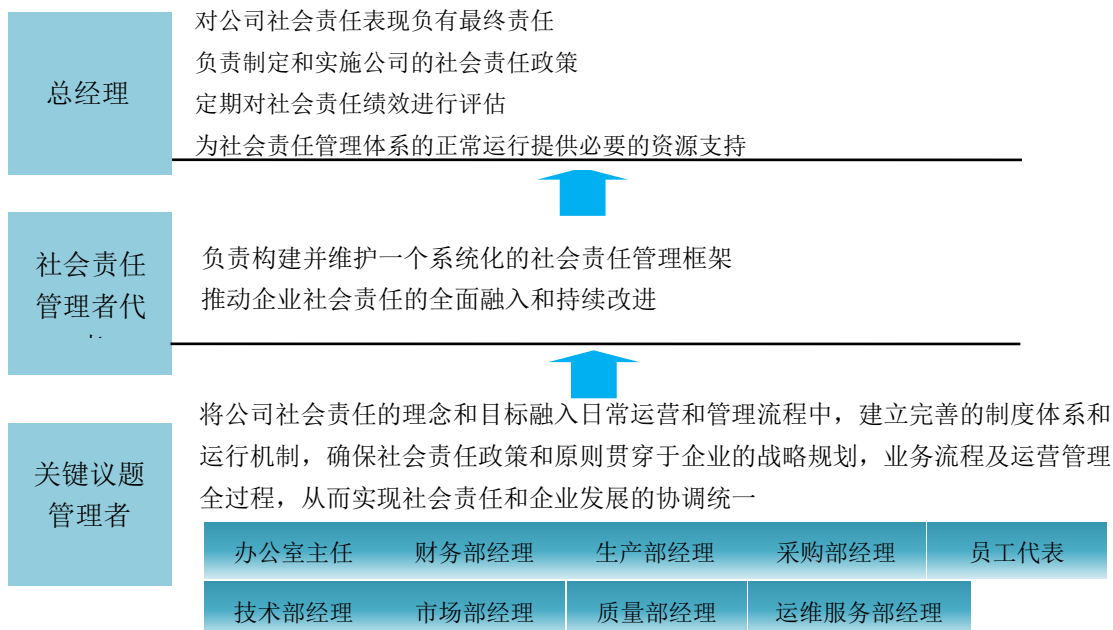 总经理
对公司社会责任表现负有最终责任
负责制定和实施公司的社会责任政策
定期对社会责任绩效进行评估
为社会责任管理体系的正常运行提供必要的资源支持
社会责任
管理者代
负责构建并维护一个系统化的社会责任管理框架
推动企业社会责任的全面融入和持续改进
关键议题
管理者
将公司社会责任的理念和目标融入日常运营和管理流程中，建立完善的制度体系和
运行机制，确保社会责任政策和原则贯穿于企业的战略规划，业务流程及运营管理
全过程，从而实现社会责任和企业发展的协调统一
办公室主任 财务部经理 生产部经理 采购部经理 员工代表
技术部经理 市场部经理 质量部经理 运维服务部经理